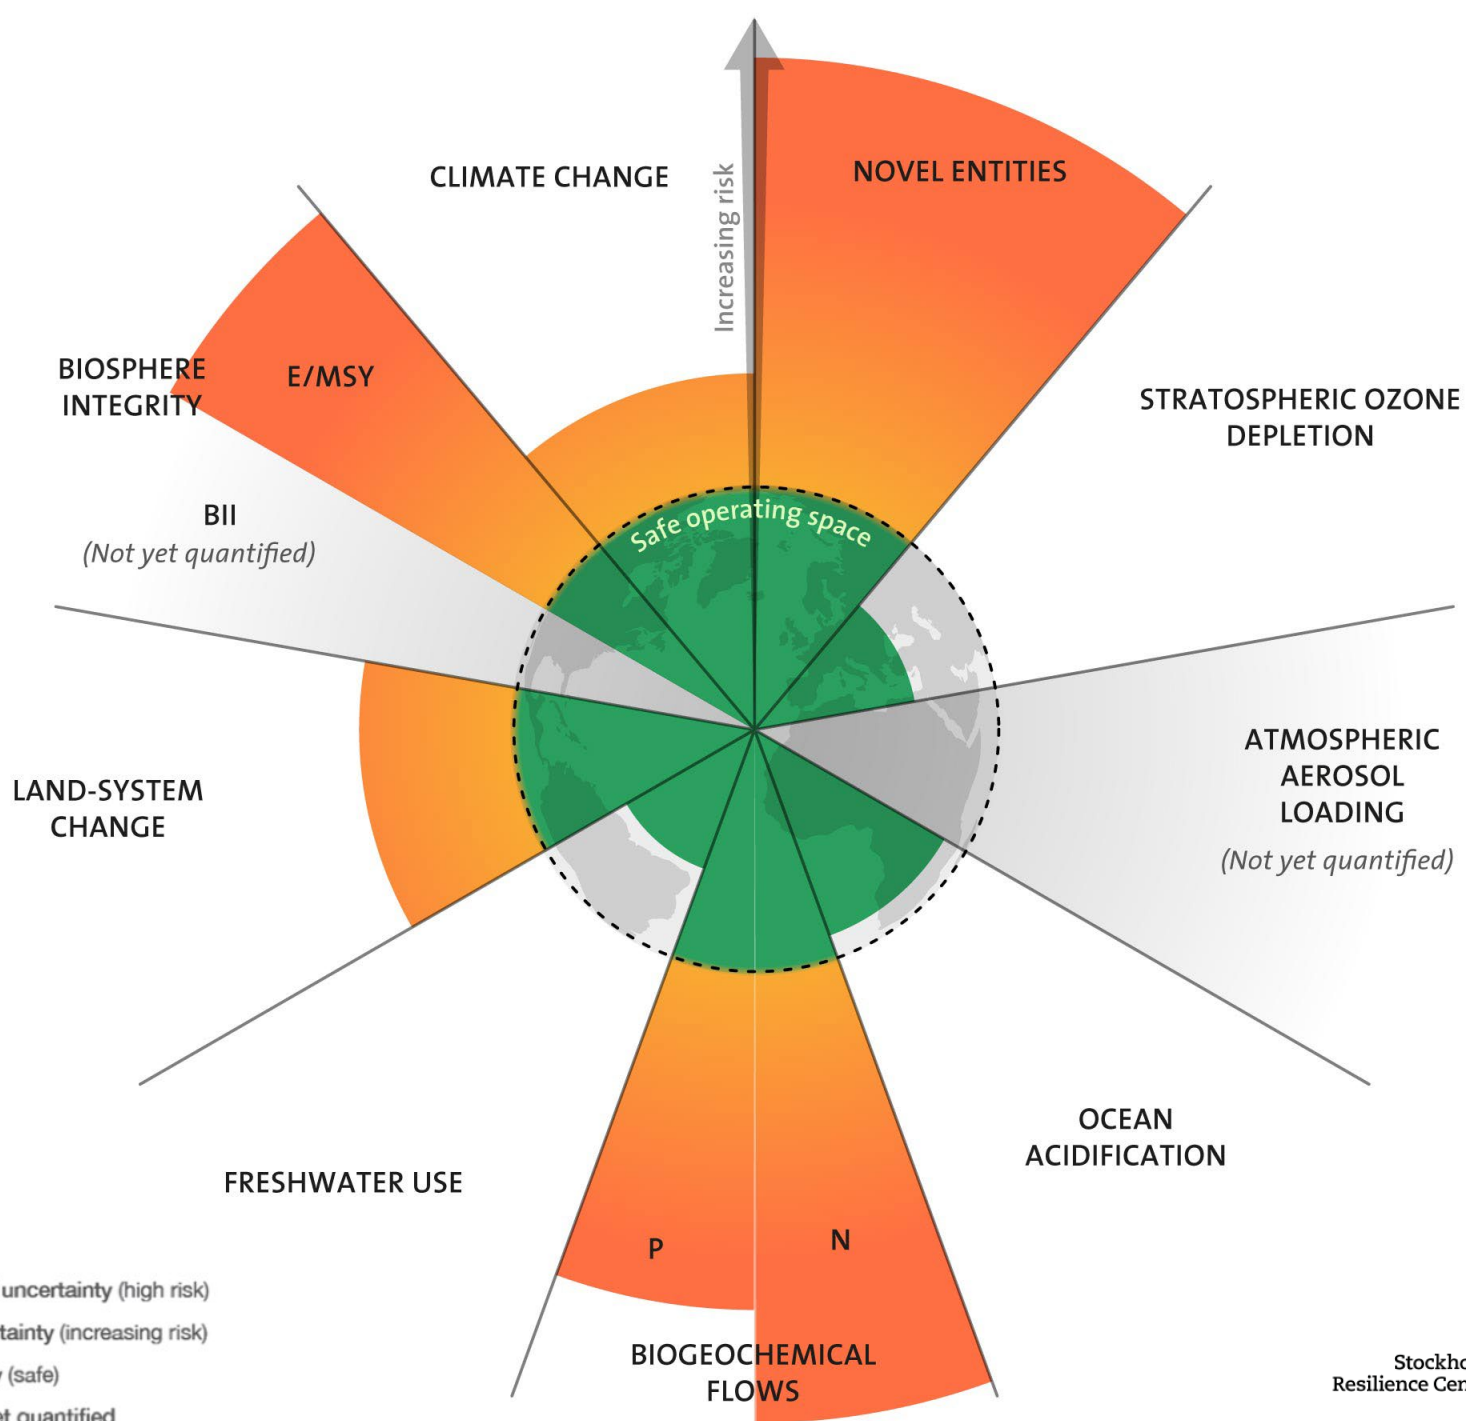 CLIMATE CHANGE
Increasing risk
NOVEL ENTITIES
BIOSPHERE
INTEGRITY
E/MSY
STRATOSPHERIC OZONE
DEPLETION
BII
(Not yet quantified)
Safe operating space
LAND-SYSTEM
CHANGE
ATMOSPHERIC
AEROSOL
LOADING
(Not yet quantified)
OCEAN
ACIDIFICATION
FRESHWATER USE
P
N
BIOGEOCHEMICAL
FLOWS
uncertainty (high risk)
(increasing risk)
(safe)
quantified
Resilience